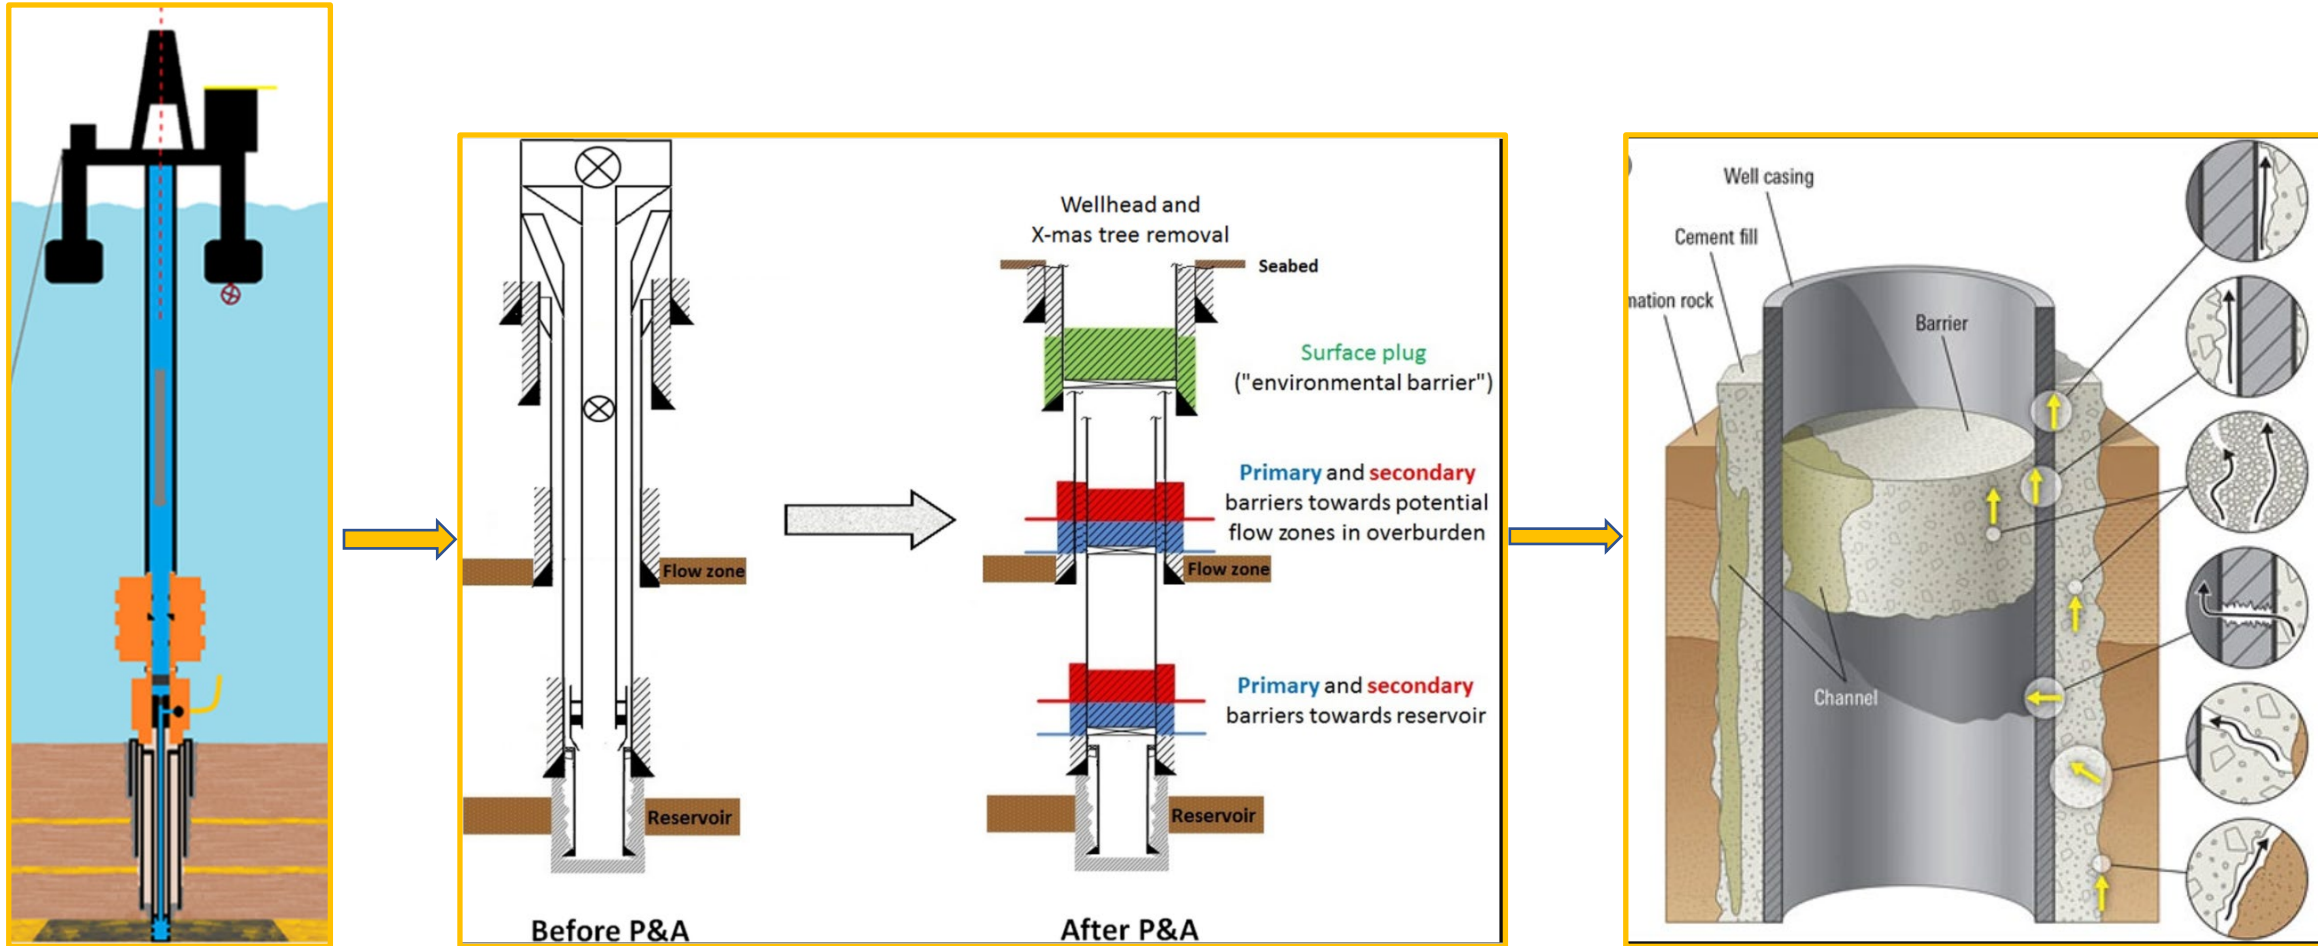 Wellhead and
X-mas tree removal
Seabed
Surface plug
("environmental barrier")
Primary and secondary
barriers towards potential
flow zones in overburden
Flow zone
Flow zone
Primary and secondary
barriers towards reservoir
Reservoir
Reservoir
Before P&A
After P&A
Well casing
Cement fill
mation rock
Barrier
Channel